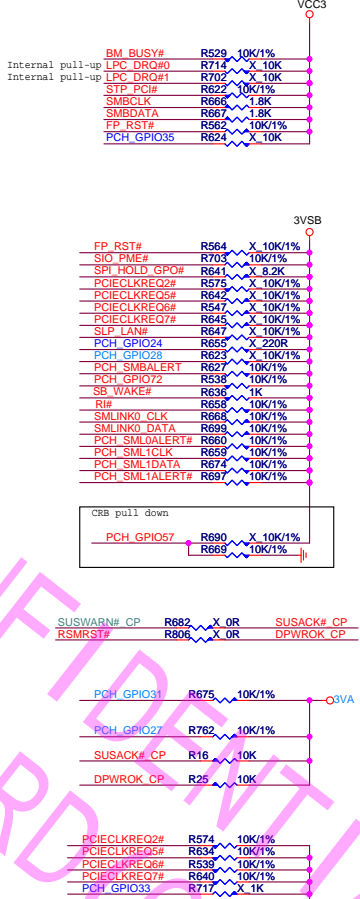 VCC3
BM_BUSY# R529 10K/1%
Internal pull-up LPC_DRQ#0 R714 X_10K
Internal pull-up LPC_DRQ#1 R702 X_10K
STP_PCI# R622 10K/1%
SMBCLK R666 1.8K
SMBDATA R667 1.8K
FP_RST# R562 10K/1%
PCH_GPIO35 R624 X_10K
3VSB
FP_RST# R564 X_10K/1%
SIO_PME# R703 10K/1%
SPI_HOLD_GPO# R641 X_8.2K
PCIECLKREQ2# R575 X_10K/1%
PCIECLKREQ5# R642 X_10K/1%
PCIECLKREQ6# R547 X_10K/1%
PCIECLKREQ7# R645 X_10K/1%
SLP_LAN# R647 X_10K/1%
PCH_GPIO24 R655 X_220R
PCH_GPIO28 R623 X_10K/1%
PCH_SMBALERT R627 10K/1%
PCH_GPIO72 R538 10K/1%
SB_WAKE# R636 1K
RI# R658 10K/1%
SMLINK0_CLK R668 10K/1%
SMLINK0_DATA R699 10K/1%
PCH_SML0ALERT# R660 10K/1%
PCH_SML1CLK R659 10K/1%
PCH_SML1DATA R674 10K/1%
PCH_SML1ALERT# R697 10K/1%
CRB pull down
PCH_GPIO57 R690 X_10K/1%
R669 10K/1%
SUSWARN#_CP R682 X_0R SUSACK#_CP
RSMRST# R806 X_0R DPWROK_CP
PCH_GPIO31 R675 10K/1%
3VA
PCH_GPIO27 R762 10K/1%
SUSACK#_CP R16 10K
DPWROK_CP R25 10K
PCIECLKREQ2# R574 10K/1%
PCIECLKREQ5# R634 10K/1%
PCIECLKREQ6# R539 10K/1%
PCIECLKREQ7# R640 10K/1%
PCH_GPIO33 R717 X_1K